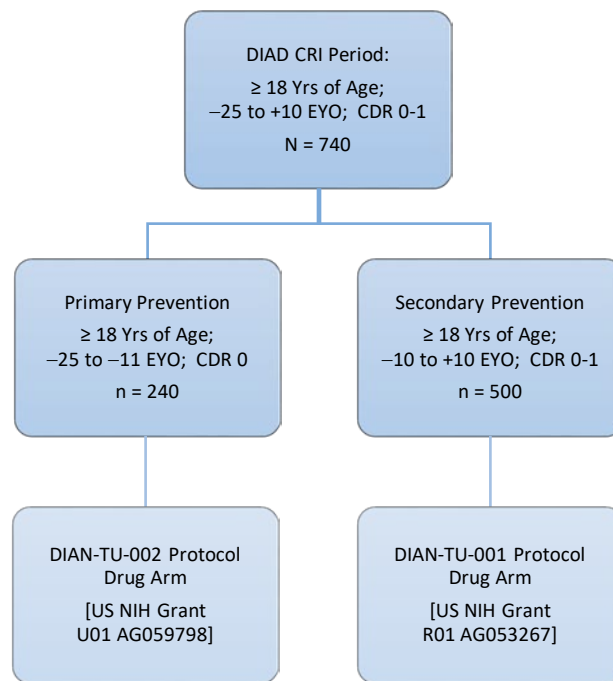 DIAD CRI Period:
≥ 18 Yrs of Age;
−25 to +10 EYO; CDR 0-1
N = 740
Primary Prevention
≥ 18 Yrs of Age;
−25 to −11 EYO; CDR 0
n = 240
Secondary Prevention
≥ 18 Yrs of Age;
−10 to +10 EYO; CDR 0-1
n = 500
DIAN-TU-002 Protocol
Drug Arm
[US NIH Grant
U01 AG059798]
DIAN-TU-001 Protocol
Drug Arm
[US NIH Grant
R01 AG053267]